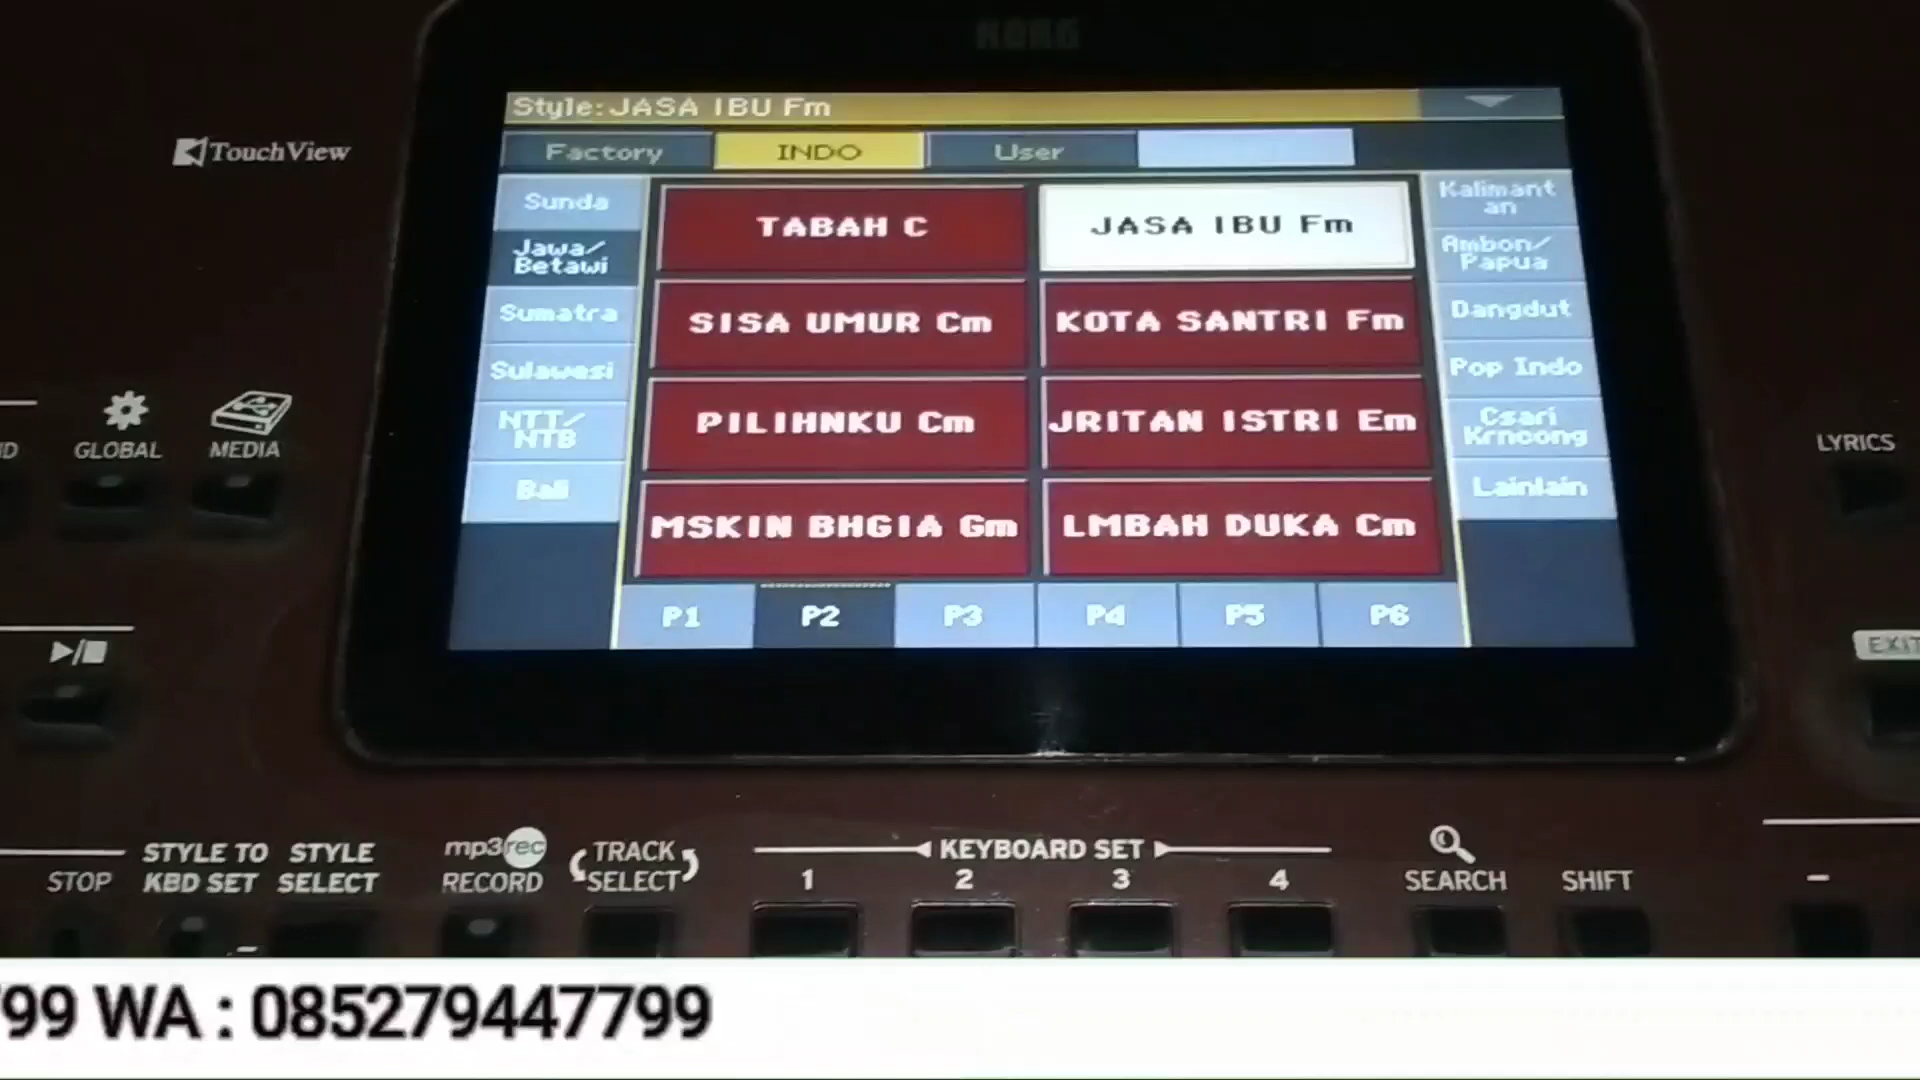 KORG
Style:JASA IBU Fm
TouchView
Factory INDO User
Sunda
Jawa/
Betawi
Sumatra
Sulawesi
NTT/
NTB
Bali
TABAH C
JASA IBU Fm
SISA UMUR Cm
KOTA SANTRI Fm
PILIHNKU Cm
JRITAN ISTRI Em
MSKIN BHGIA Gm
LMBAH DUKA Cm
Kalimant
an
Ambon/
Papua
Dangdut
Pop Indo
Csari
Krncong
Lainlain
P1 P2 P3 P4 P5 P6
GLOBAL
MEDIA
LYRICS
EXIT
STOP
STYLE TO
KBD SET
STYLE
SELECT
mp3rec
RECORD
TRACK
SELECT
KEYBOARD SET
1 2 3 4
SEARCH
SHIFT
-
799 WA : 085279447799